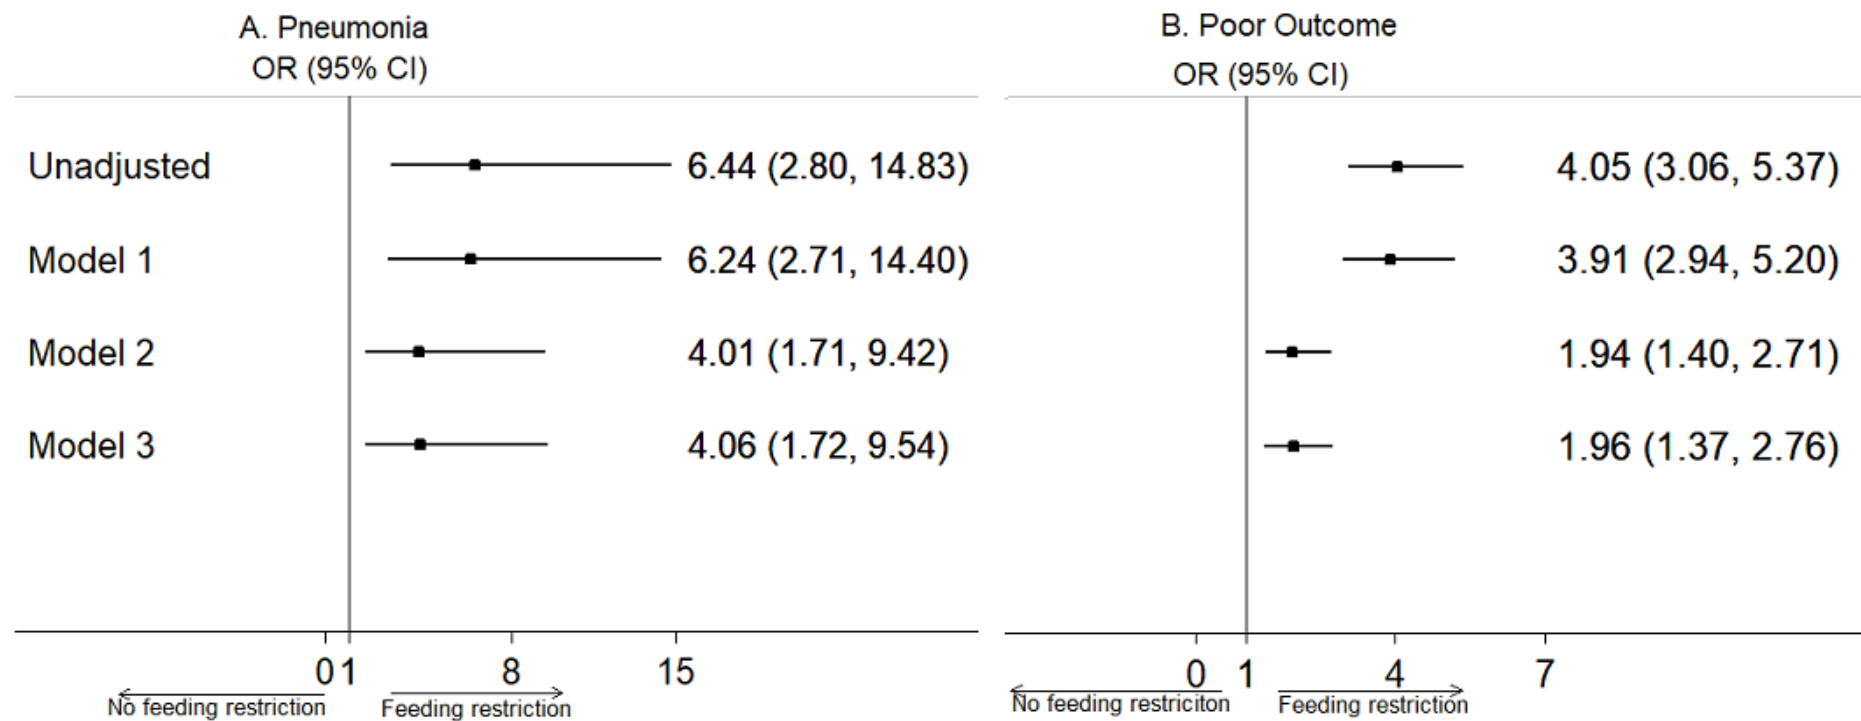 A. Pneumonia
OR (95% CI)
Unadjusted 6.44 (2.80, 14.83)
Model 1 6.24 (2.71, 14.40)
Model 2 4.01 (1.71, 9.42)
Model 3 4.06 (1.72, 9.54)
0 1 8 15
No feeding restriction Feeding restriction
B. Poor Outcome
OR (95% CI)
4.05 (3.06, 5.37)
3.91 (2.94, 5.20)
1.94 (1.40, 2.71)
1.96 (1.37, 2.76)
0 1 4 7
No feeding restriciton Feeding restriction